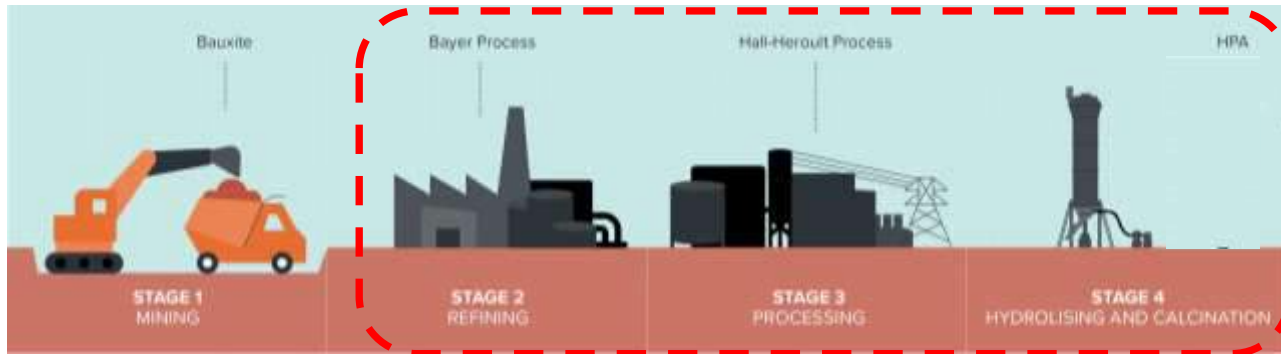 Bauxite
Bayer Process
Hall-Heroult Process
HPA
STAGE 1
MINING
STAGE 2
REFINING
STAGE 3
PROCESSING
STAGE 4
HYDROLISING AND CALCINATION